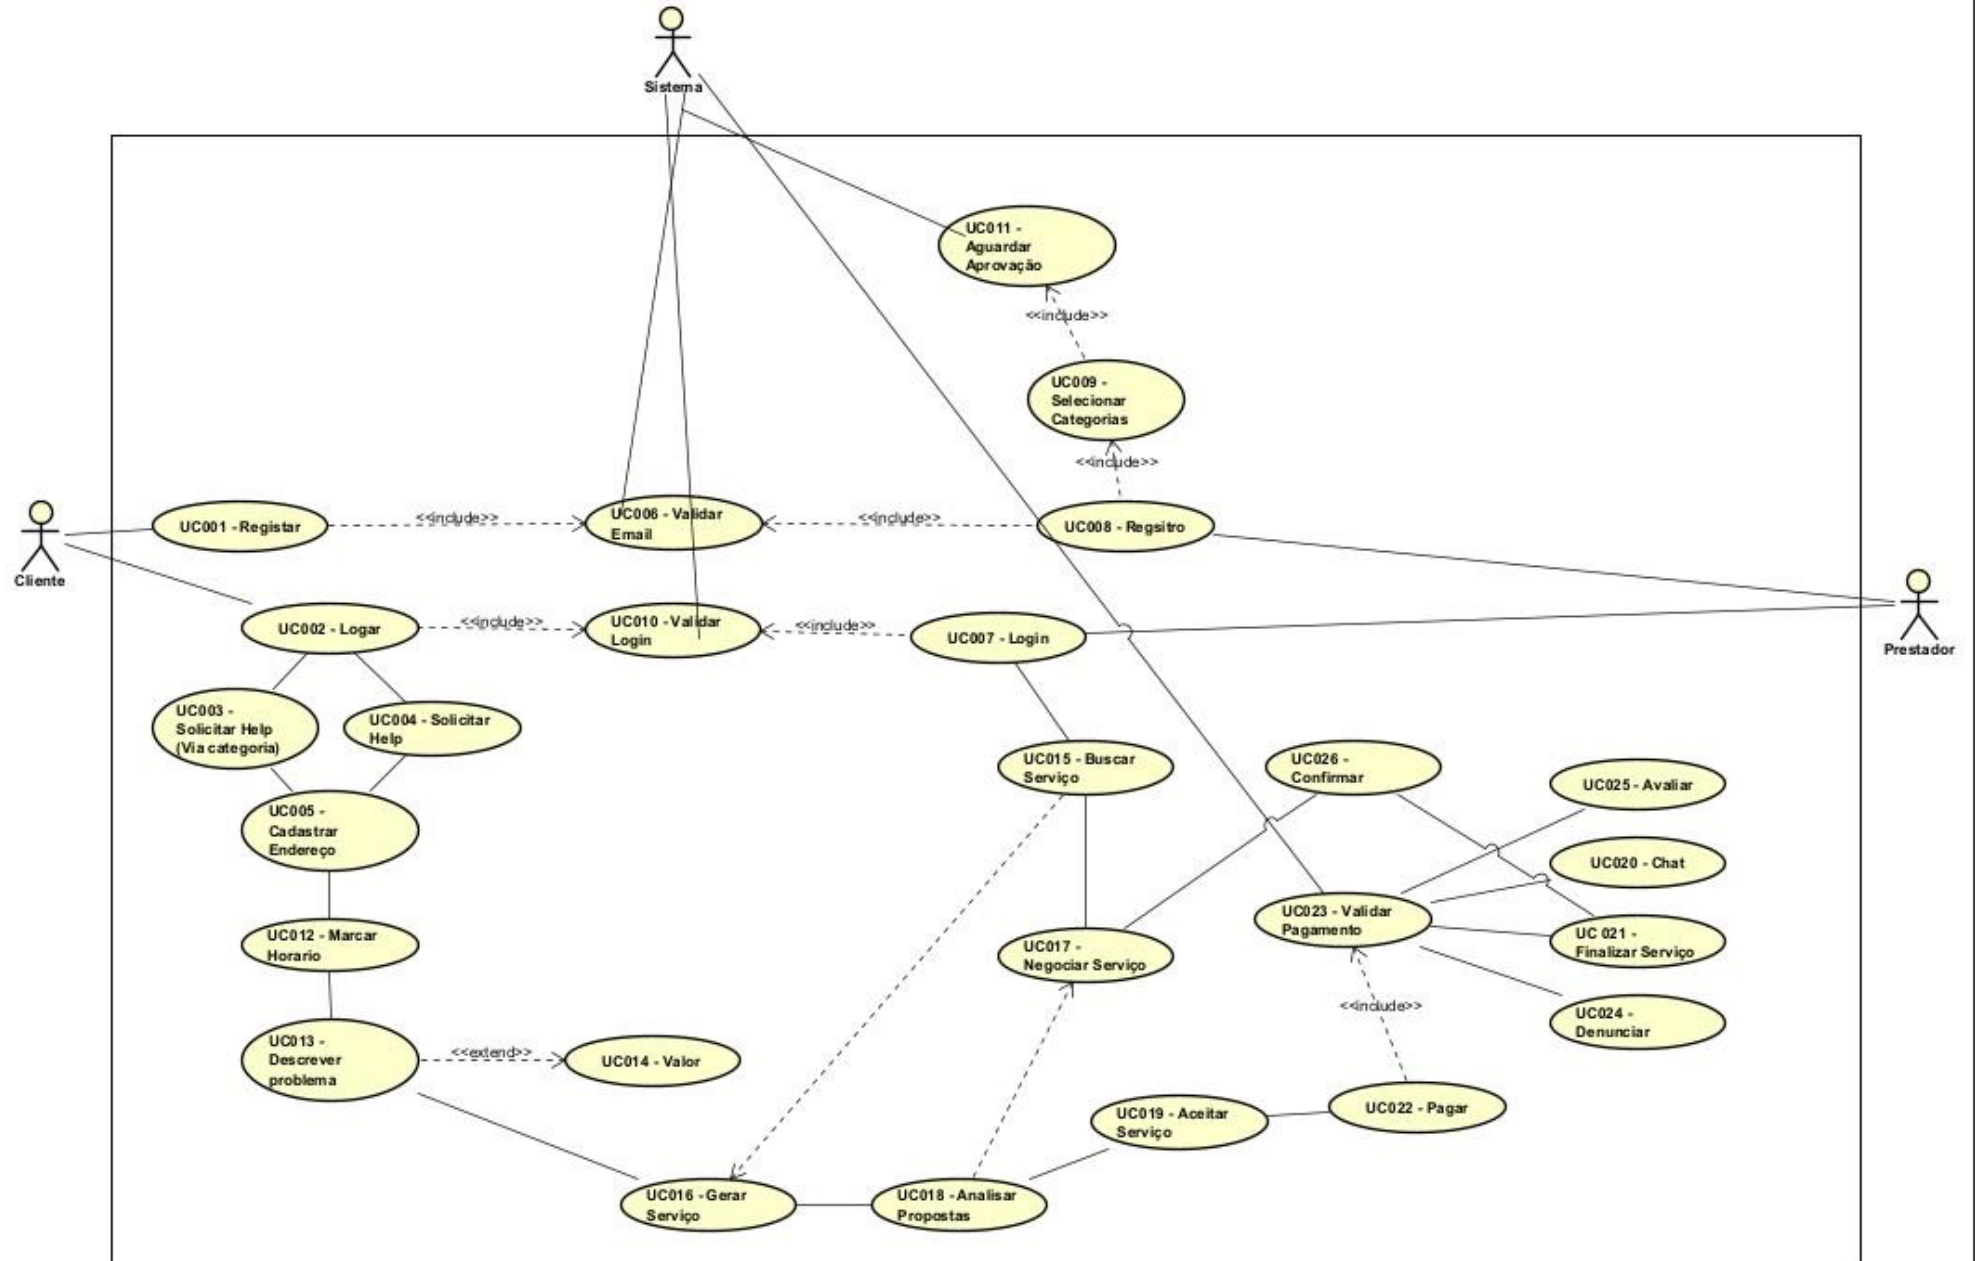 Sistema
UC011 -
Aguardar
Aprovação
<<include>>
UC009 -
Selecionar
Categorias
<<include>>
UC001 - Registar
<<include>>
UC006 - Validar
Email
<<include>>
UC008 - Regsitro
Cliente
UC002 - Logar
<<include>>
UC010 - Validar
Login
<<include>>
UC007 - Login
Prestador
UC003 -
Solicitar Help
(Via categoria)
UC004 - Solicitar
Help
UC015 - Buscar
Serviço
UC026 -
Confirmar
UC025 - Avaliar
UC005 -
Cadastrar
Endereço
UC020 - Chat
UC012 - Marcar
Horario
UC017 -
Negociar Serviço
UC023 - Validar
Pagamento
UC 021 -
Finalizar Serviço
<<include>>
UC024 -
Denunciar
UC013 -
Descrever
problema
<<extend>>
UC014 - Valor
UC019 - Aceitar
Serviço
UC022 - Pagar
UC016 - Gerar
Serviço
UC018 - Analisar
Propostas